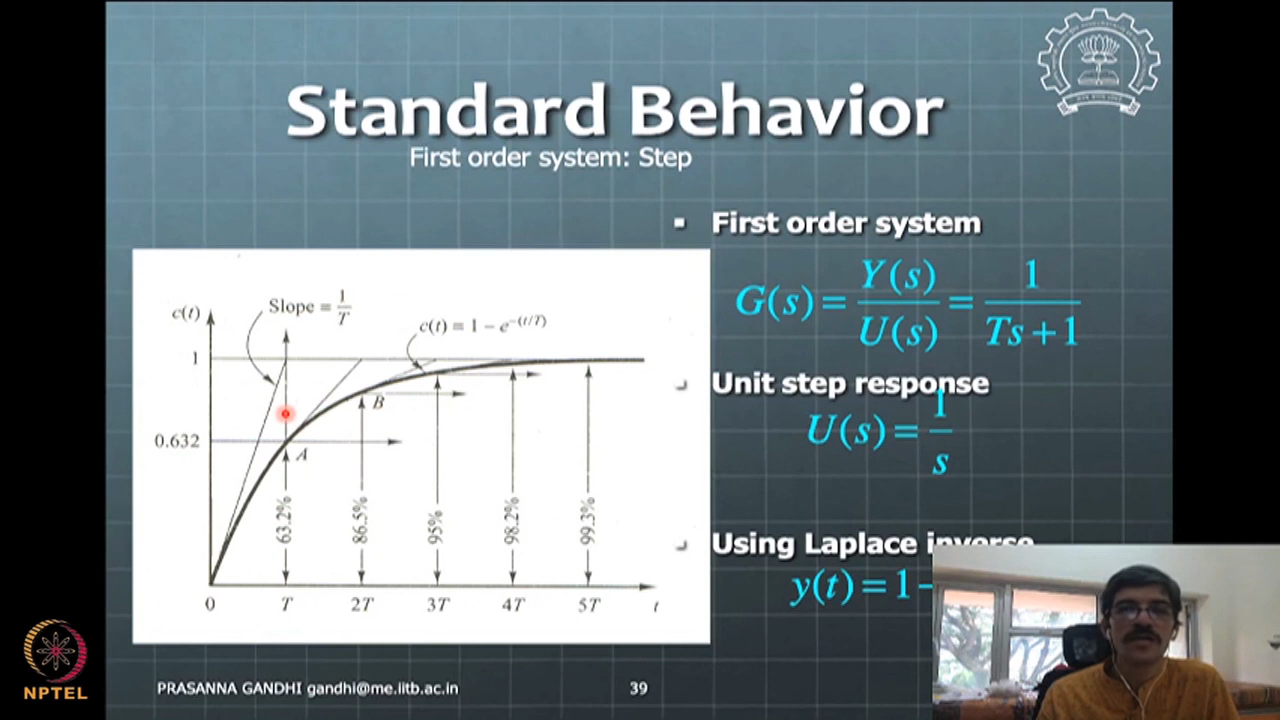 Standard Behavior
First order system: Step
First order system
G(s) = Y(s) / U(s) = 1 / Ts + 1
Unit step response
U(s) = 1 / s
Using Laplace inverse
y(t) = 1 -
c(t)
Slope = 1 / T
c(t) = 1 - e^-(t/T)
1
0.632
A
B
63.2%
86.5%
95%
98.2%
99.3%
0 T 2T 3T 4T 5T t
NPTEL
PRASANNA GANDHI gandhi@me.iitb.ac.in 39